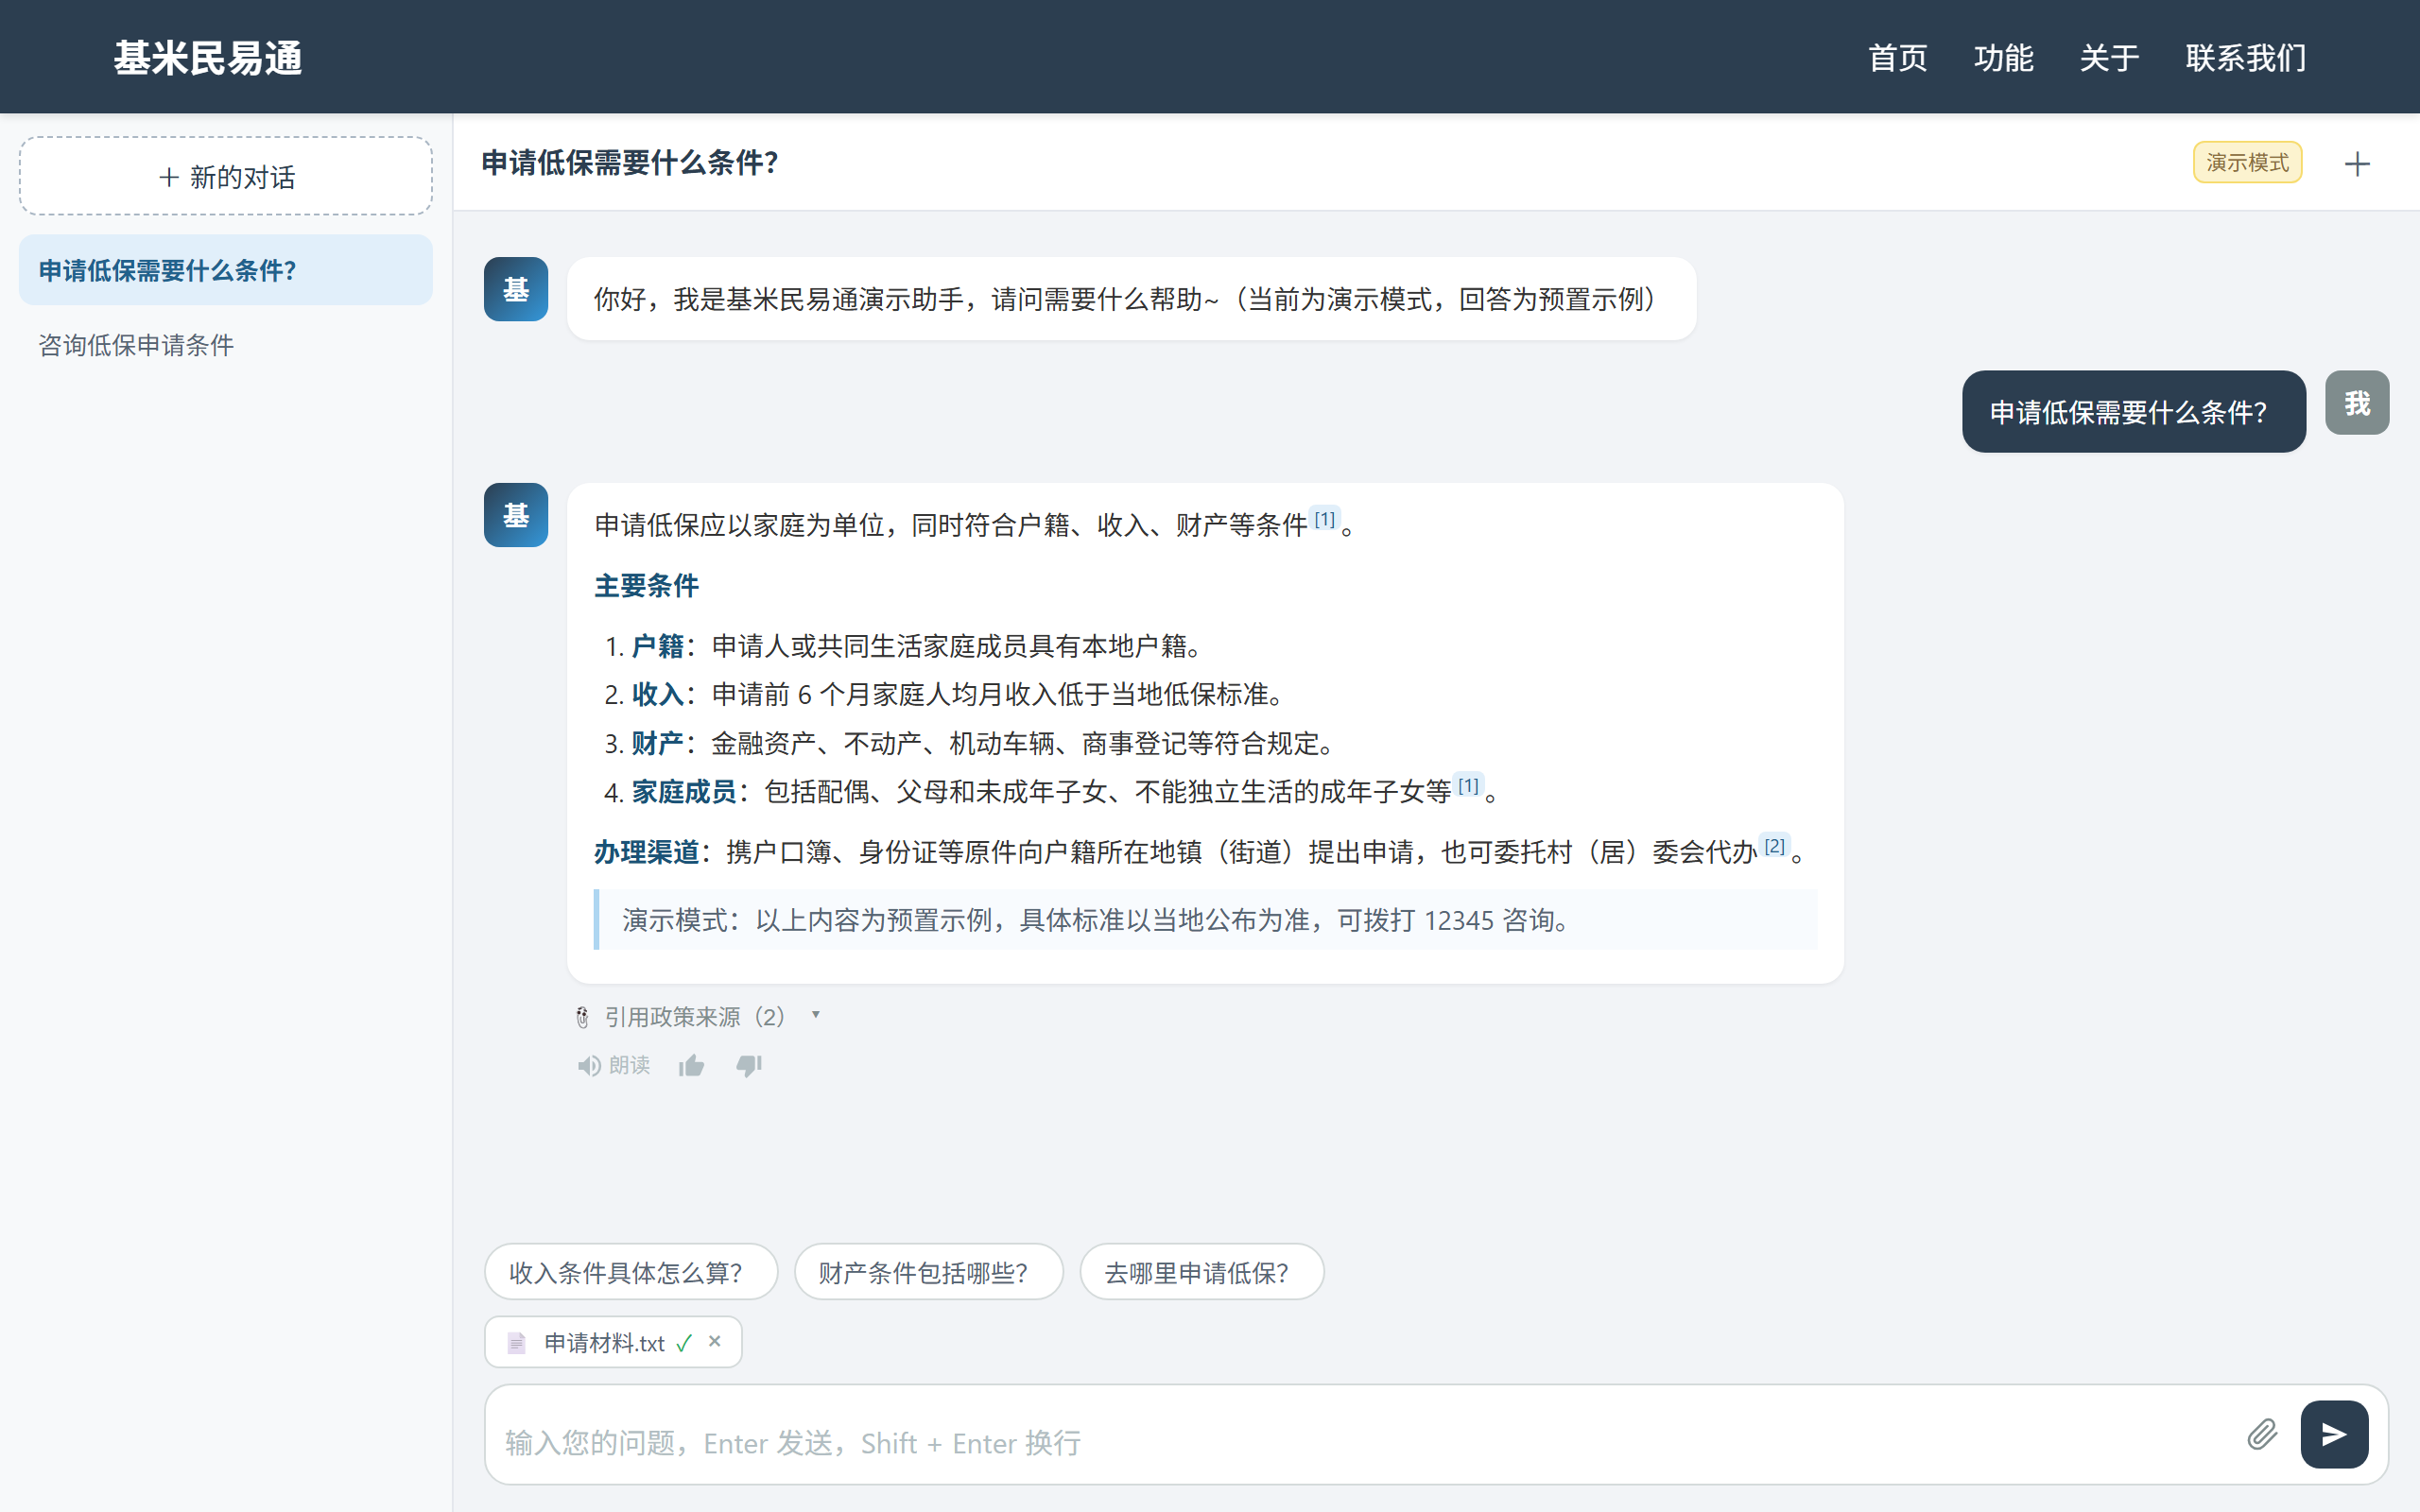 基米民易通
首页 功能 关于 联系我们
+ 新的对话
申请低保需要什么条件？
咨询低保申请条件
申请低保需要什么条件？
演示模式 +
基
你好，我是基米民易通演示助手，请问需要什么帮助~（当前为演示模式，回答为预置示例）
申请低保需要什么条件？
我
基
申请低保应以家庭为单位，同时符合户籍、收入、财产等条件[1]。
主要条件
1. 户籍：申请人或共同生活家庭成员具有本地户籍。
2. 收入：申请前 6 个月家庭人均月收入低于当地低保标准。
3. 财产：金融资产、不动产、机动车辆、商事登记等符合规定。
4. 家庭成员：包括配偶、父母和未成年子女、不能独立生活的成年子女等[1]。
办理渠道：携户口簿、身份证等原件向户籍所在地镇（街道）提出申请，也可委托村（居）委会代办[2]。
演示模式：以上内容为预置示例，具体标准以当地公布为准，可拨打 12345 咨询。
引用政策来源（2）
朗读
收入条件具体怎么算？ 财产条件包括哪些？ 去哪里申请低保？
申请材料.txt ✓ ×
输入您的问题，Enter 发送，Shift + Enter 换行